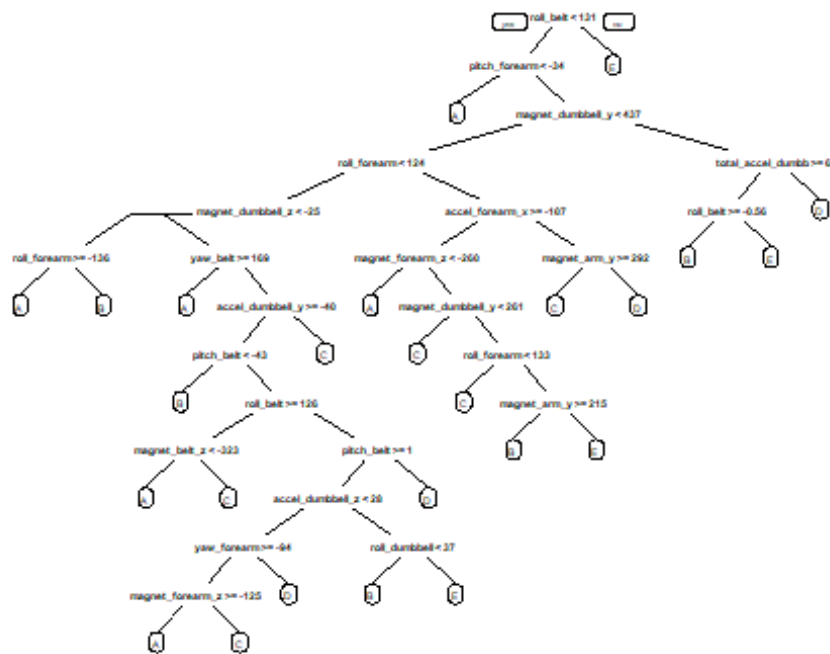 yes roll_belt < 131 no
pitch_forearm < -34 E
A magnet_dumbbell_y < 437
roll_forearm < 124 total_accel_dumbb >= 6
magnet_dumbbell_z < -25 accel_forearm_x >= -107 roll_belt >= -0.56 D
roll_forearm >= -136 yaw_belt >= 169 magnet_forearm_z < -260 magnet_arm_y >= 292 B E
A B A accel_dumbbell_y >= -40 A magnet_dumbbell_y < 261 C D
pitch_belt < -43 C C roll_forearm < 133
B roll_belt >= 126 C magnet_arm_y >= 215
magnet_belt_z < -323 pitch_belt >= 1 B E
A C accel_dumbbell_z < 28 D
yaw_forearm >= -94 roll_dumbbell < 37
magnet_forearm_z >= -125 D B E
A C